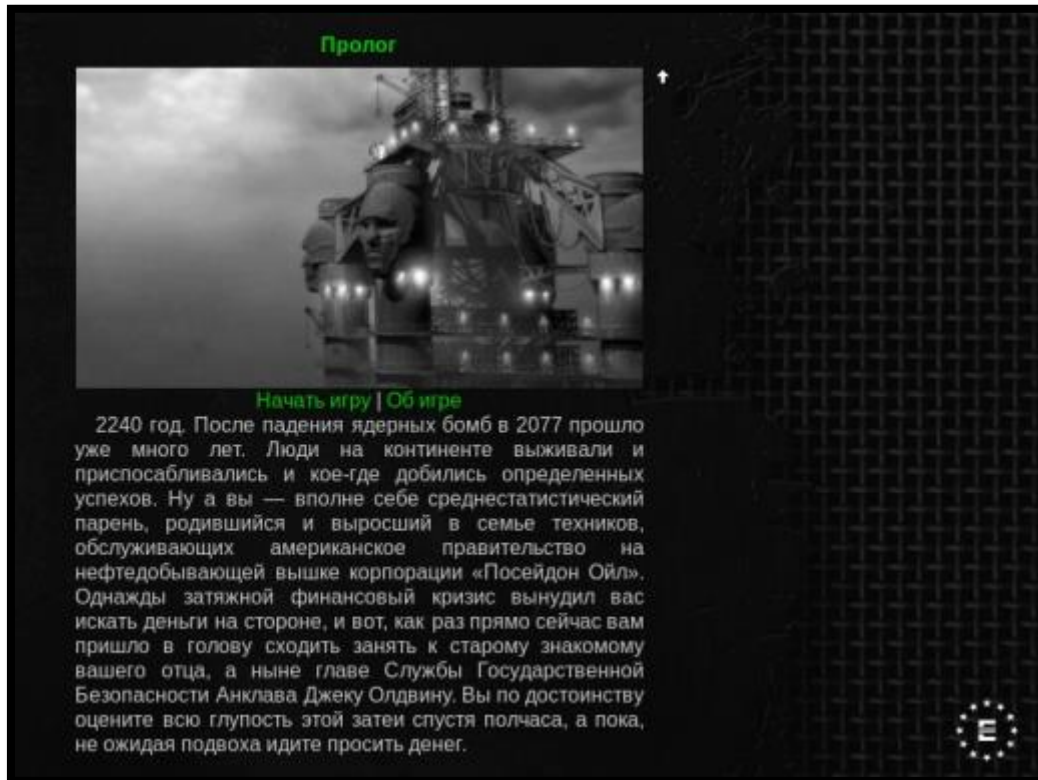 Пролог
Начать игру | Об игре
2240 год. После падения ядерных бомб в 2077 прошло
уже много лет. Люди на континенте выживали и
приспосабливались и кое-где добились определенных
успехов. Ну а вы — вполне себе среднестатистический
парень, родившийся и выросший в семье техников,
обслуживающих американское правительство на
нефтедобывающей вышке корпорации «Посейдон Ойл».
Однажды затяжной финансовый кризис вынудил вас
искать деньги на стороне, и вот, как раз прямо сейчас вам
пришло в голову сходить занять к старому знакомому
вашего отца, а ныне главе Службы Государственной
Безопасности Анклава Джеку Олдвину. Вы по достоинству
оцените всю глупость этой затеи спустя полчаса, а пока,
не ожидая подвоха идите просить денег.
E